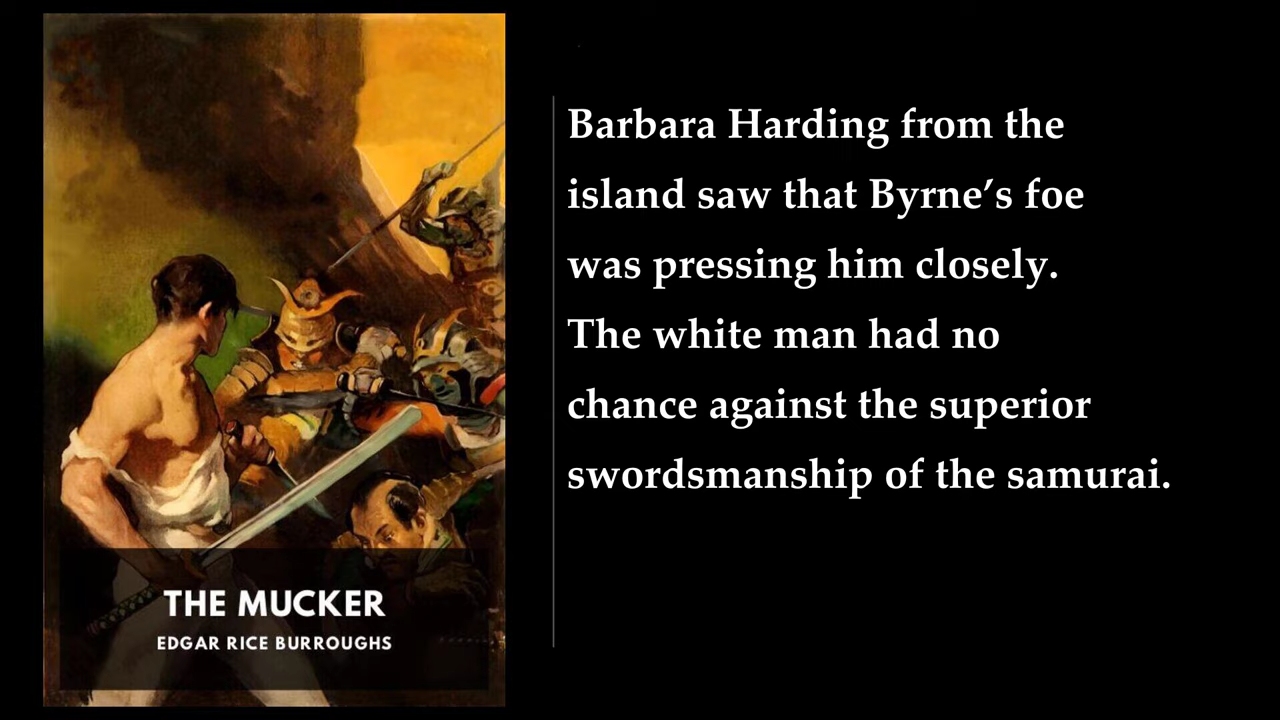 THE MUCKER
EDGAR RICE BURROUGHS
Barbara Harding from the
island saw that Byrne’s foe
was pressing him closely.
The white man had no
chance against the superior
swordsmanship of the samurai.